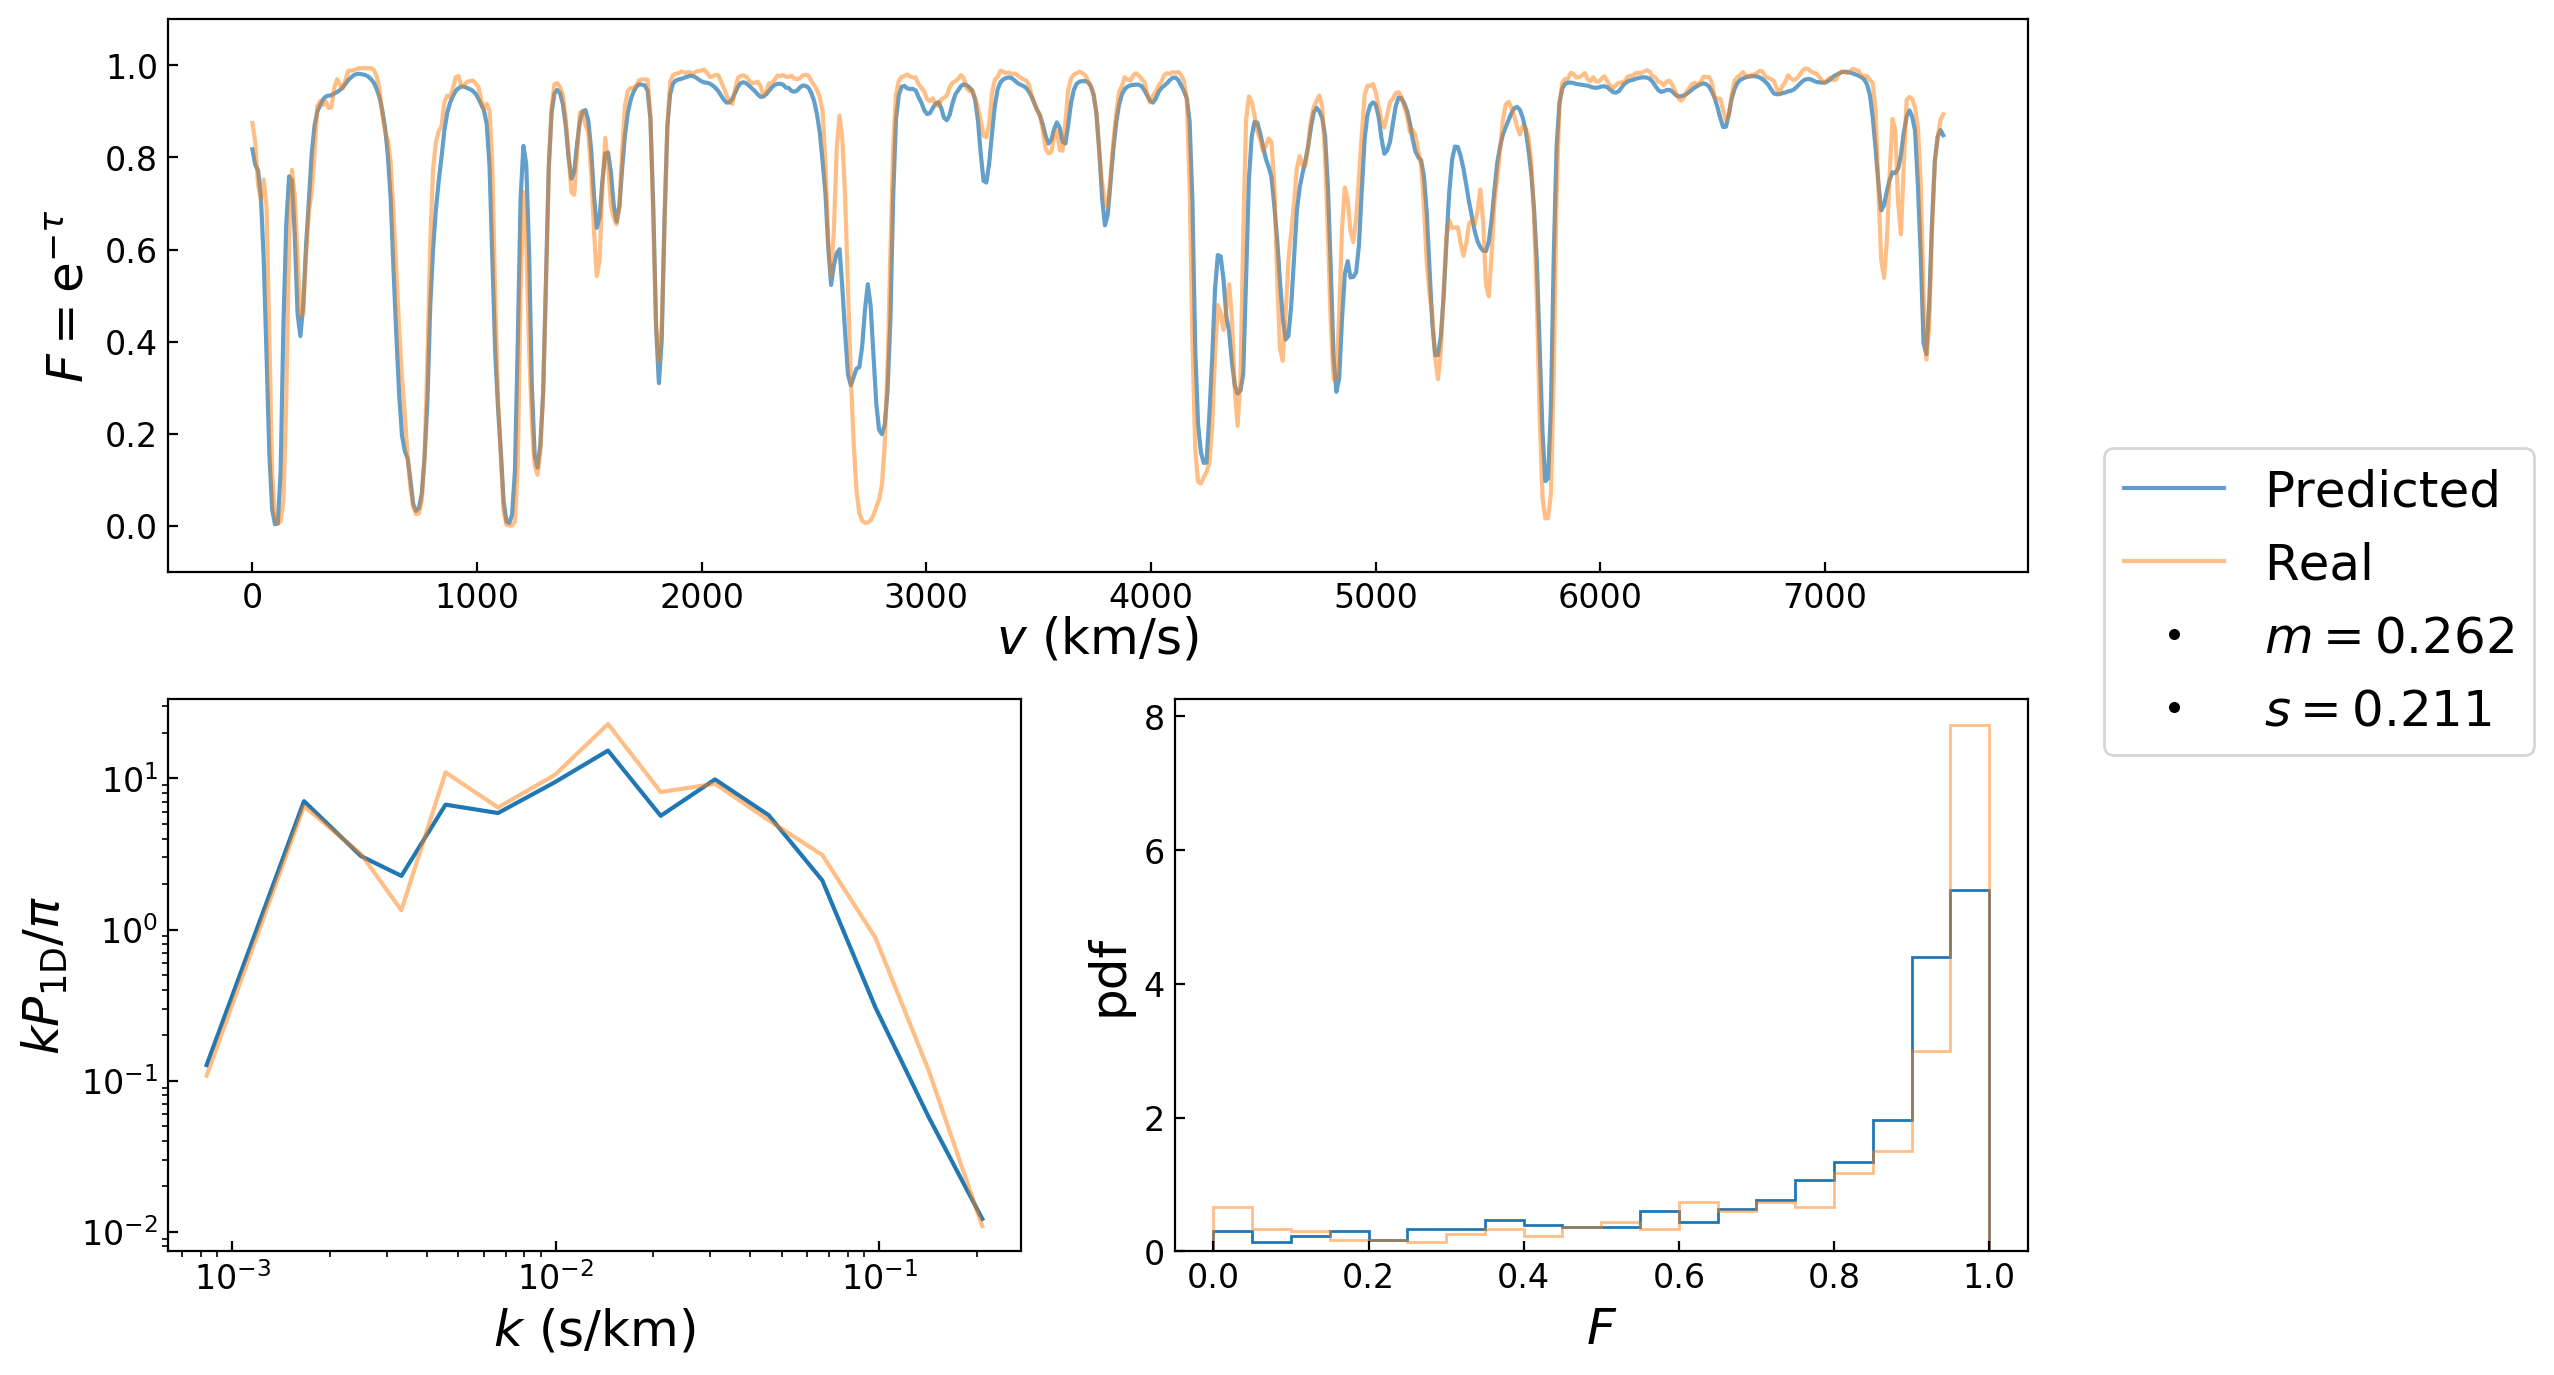 F = e^{-τ}
1.0
0.8
0.6
0.4
0.2
0.0
0 1000 2000 3000 4000 5000 6000 7000
v (km/s)
Predicted
Real
m = 0.262
s = 0.211
kP_{1D}/π
10^1
10^0
10^{-1}
10^{-2}
10^{-3} 10^{-2} 10^{-1}
k (s/km)
pdf
8
6
4
2
0
0.0 0.2 0.4 0.6 0.8 1.0
F